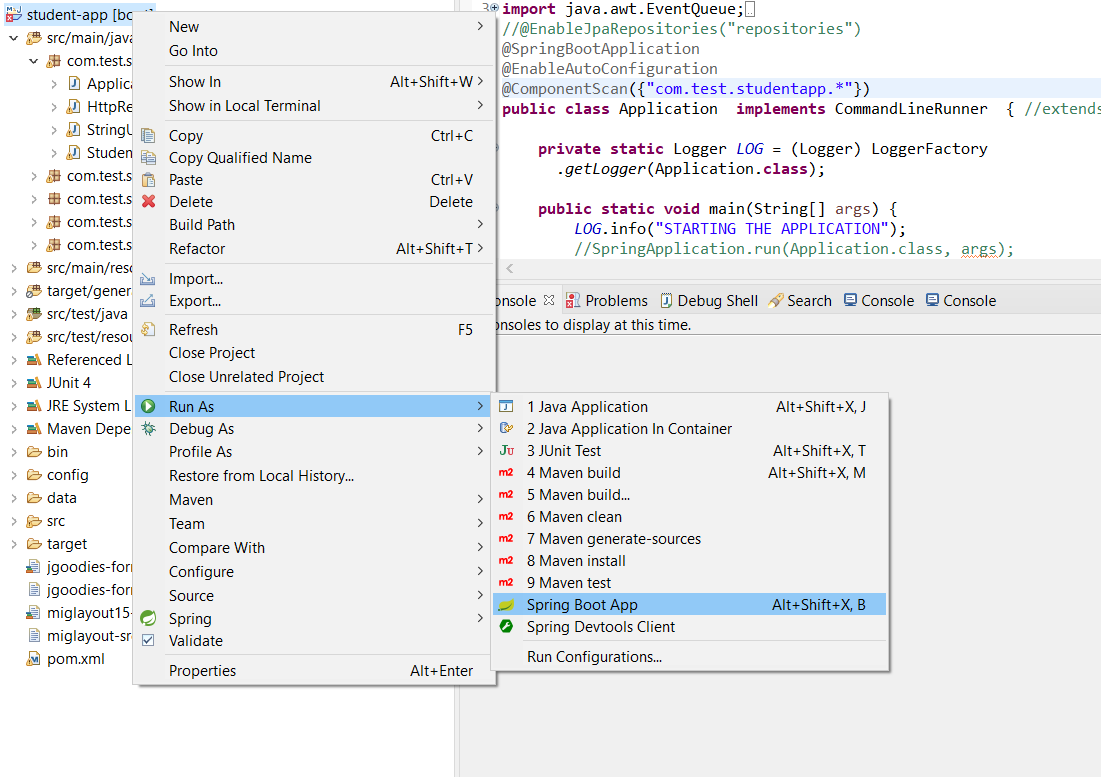 student-app [boot]
src/main/java
com.test.s
Applica
HttpRe
StringU
Studen
com.test.s
com.test.s
com.test.s
com.test.s
src/main/reso
target/gener
src/test/java
src/test/resou
Referenced L
JUnit 4
JRE System L
Maven Depe
bin
config
data
src
target
jgoodies-for
jgoodies-for
miglayout15-
miglayout-sr
pom.xml
New
Go Into
Show In Alt+Shift+W
Show in Local Terminal
Copy Ctrl+C
Copy Qualified Name
Paste Ctrl+V
Delete Delete
Build Path
Refactor Alt+Shift+T
Import...
Export...
Refresh F5
Close Project
Close Unrelated Project
Run As
Debug As
Profile As
Restore from Local History...
Maven
Team
Compare With
Configure
Source
Spring
Validate
Properties Alt+Enter
1 Java Application Alt+Shift+X, J
2 Java Application In Container
3 JUnit Test Alt+Shift+X, T
4 Maven build Alt+Shift+X, M
5 Maven build...
6 Maven clean
7 Maven generate-sources
8 Maven install
9 Maven test
Spring Boot App Alt+Shift+X, B
Spring Devtools Client
Run Configurations...
3 import java.awt.EventQueue;
//@EnableJpaRepositories("repositories")
@SpringBootApplication
@EnableAutoConfiguration
@ComponentScan({"com.test.studentapp.*"})
public class Application implements CommandLineRunner { //extends
private static Logger LOG = (Logger) LoggerFactory
.getLogger(Application.class);
public static void main(String[] args) {
LOG.info("STARTING THE APPLICATION");
//SpringApplication.run(Application.class, args);
onsole Problems Debug Shell Search Console Console
onsoles to display at this time.